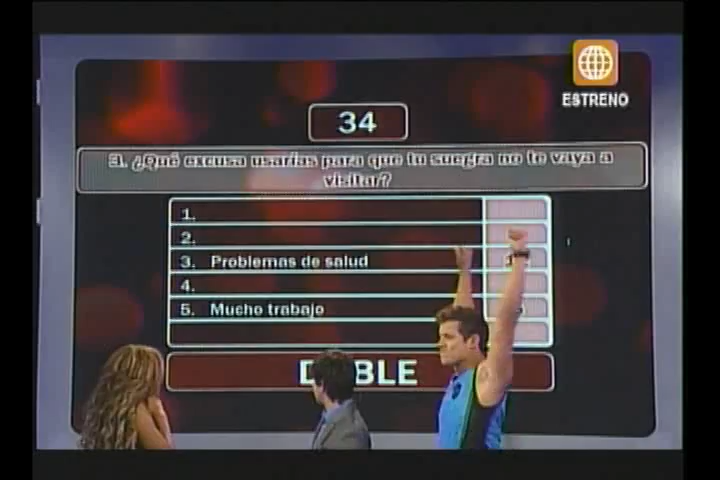 ESTRENO
34
3. ¿Qué excusa usarías para que tu suegra no te vaya a
visitar?
1.
2.
3. Problemas de salud
4.
5. Mucho trabajo